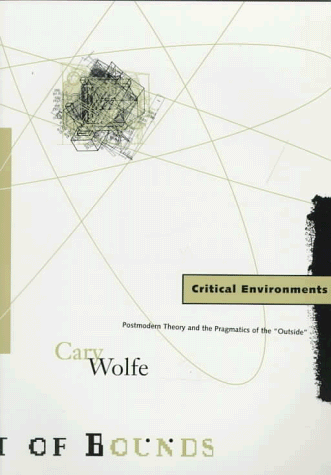 Critical Environments
Postmodern Theory and the Pragmatics of the "Outside"
Cary
Wolfe
OF BOUNDS